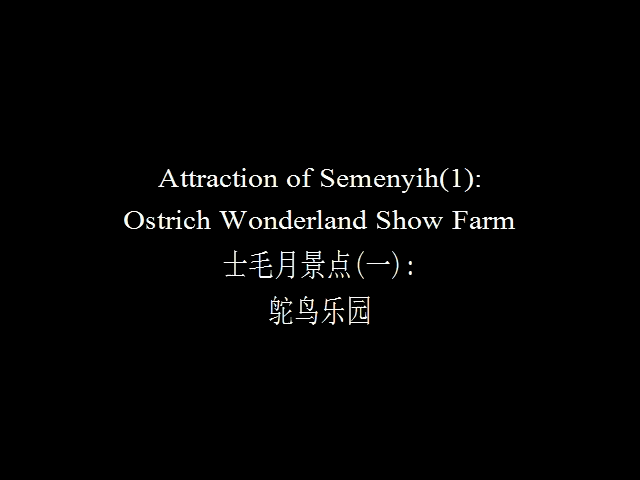 Attraction of Semenyih(1):
Ostrich Wonderland Show Farm
士毛月景点(一):
鸵鸟乐园